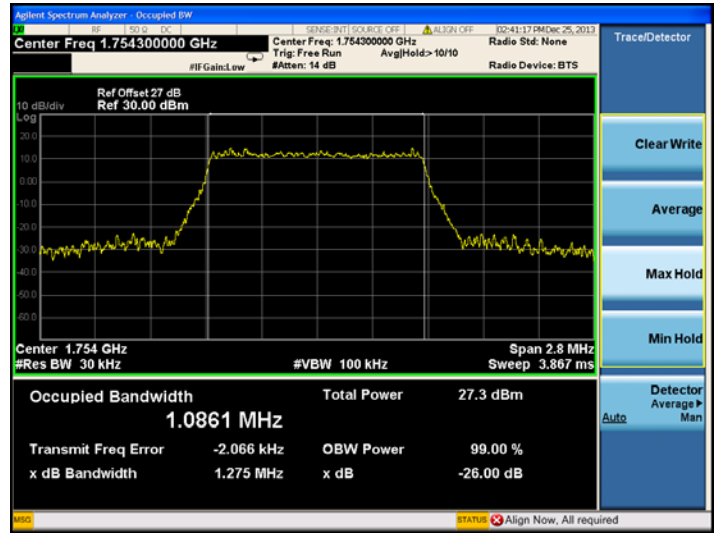 Agilent Spectrum Analyzer - Occupied BW
RF 50 Ω DC SENSE:INT SOURCE OFF ALIGN OFF 02:41:17 PM Dec 25, 2013
Center Freq 1.754300000 GHz
Center Freq: 1.754300000 GHz
Radio Std: None
Trig: Free Run Avg|Hold:>10/10
#IFGain:Low
#Atten: 14 dB
Radio Device: BTS
Trace/Detector
Ref Offset 27 dB
10 dB/div Ref 30.00 dBm
Log
20.0
10.0
0.00
-10.0
-20.0
-30.0
-40.0
-50.0
-60.0
Center 1.754 GHz
Span 2.8 MHz
#Res BW 30 kHz
#VBW 100 kHz
Sweep 3.867 ms
Occupied Bandwidth
1.0861 MHz
Total Power 27.3 dBm
Transmit Freq Error -2.066 kHz
OBW Power 99.00 %
x dB Bandwidth 1.275 MHz
x dB -26.00 dB
Clear Write
Average
Max Hold
Min Hold
Detector
Average
Auto Man
MSG
STATUS Align Now, All required